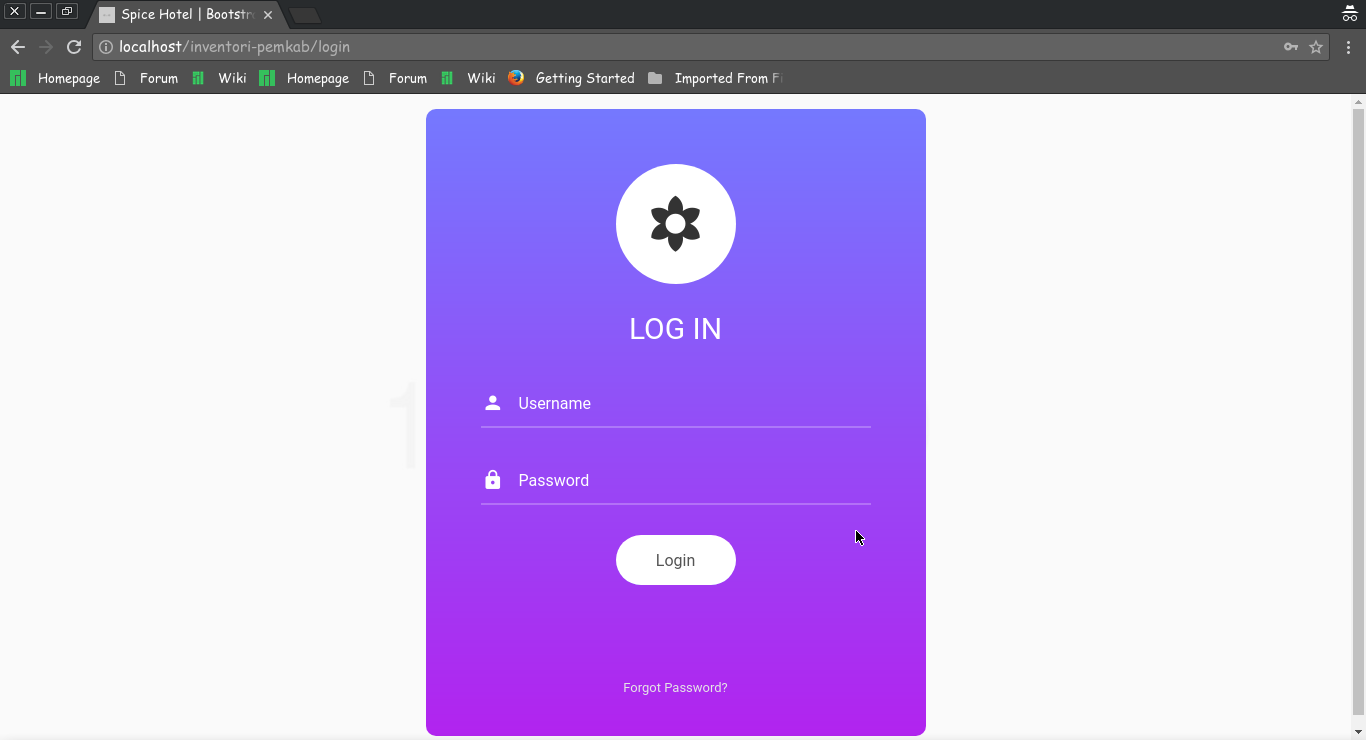 Spice Hotel | Bootstr
localhost/inventori-pemkab/login
Homepage Forum Wiki Homepage Forum Wiki Getting Started Imported From F
LOG IN
Username
Password
Login
Forgot Password?